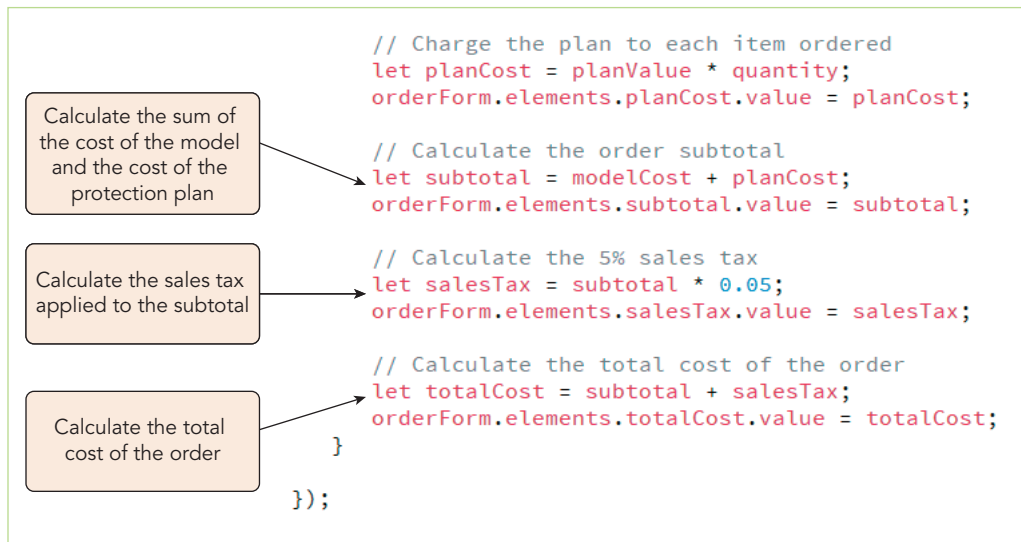 // Charge the plan to each item ordered
let planCost = planValue * quantity;
orderForm.elements.planCost.value = planCost;
Calculate the sum of
the cost of the model
and the cost of the
protection plan
// Calculate the order subtotal
let subtotal = modelCost + planCost;
orderForm.elements.subtotal.value = subtotal;
Calculate the sales tax
applied to the subtotal
// Calculate the 5% sales tax
let salesTax = subtotal * 0.05;
orderForm.elements.salesTax.value = salesTax;
Calculate the total
cost of the order
// Calculate the total cost of the order
let totalCost = subtotal + salesTax;
orderForm.elements.totalCost.value = totalCost;
}
});